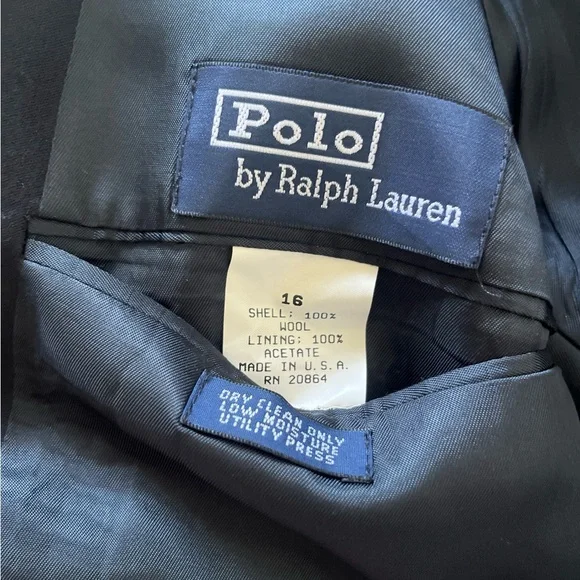 Polo
by Ralph Lauren
16
SHELL: 100%
WOOL
LINING: 100%
ACETATE
MADE IN U.S.A.
RN 20864
DRY CLEAN ONLY
LOW MOISTURE
UTILITY PRESS